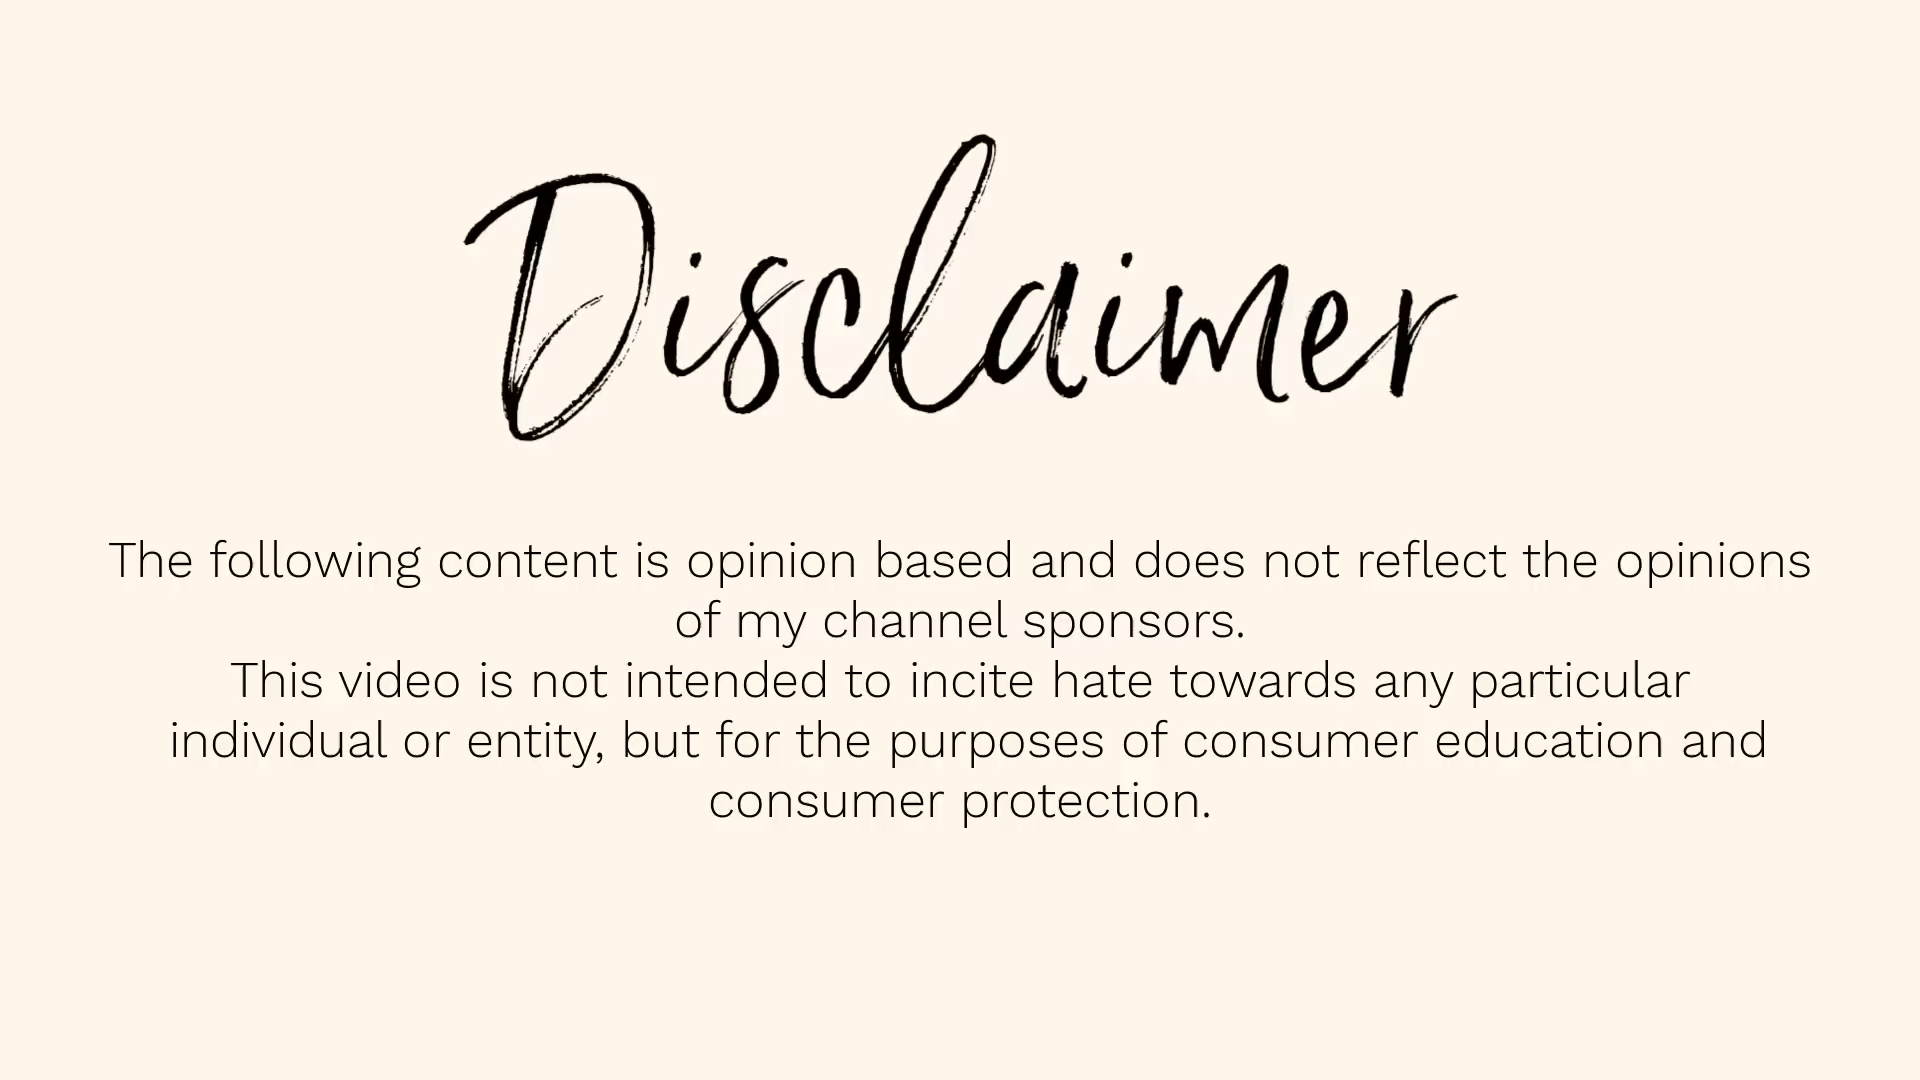 Disclaimer
The following content is opinion based and does not reflect the opinions
of my channel sponsors.
This video is not intended to incite hate towards any particular
individual or entity, but for the purposes of consumer education and
consumer protection.